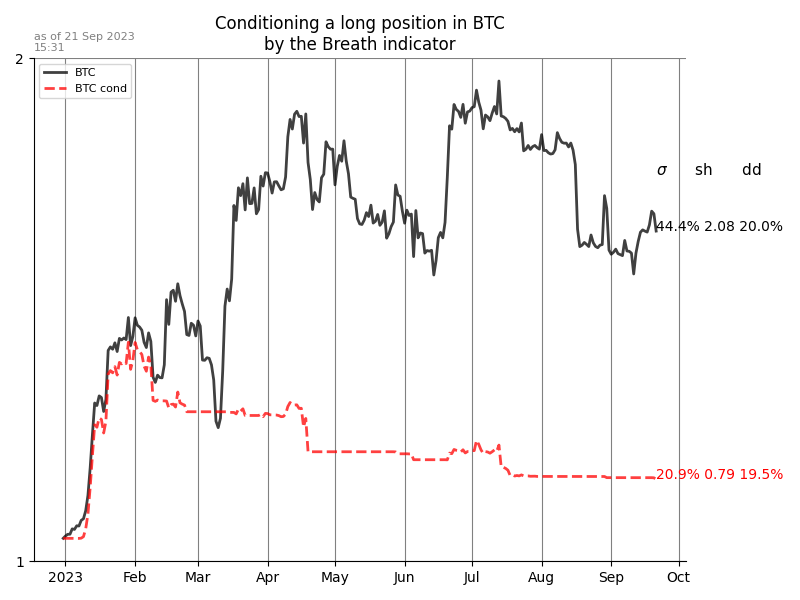 Conditioning a long position in BTC
by the Breath indicator
as of 21 Sep 2023
15:31
2
BTC
BTC cond
σ sh dd
44.4% 2.08 20.0%
20.9% 0.79 19.5%
1
2023 Feb Mar Apr May Jun Jul Aug Sep Oct